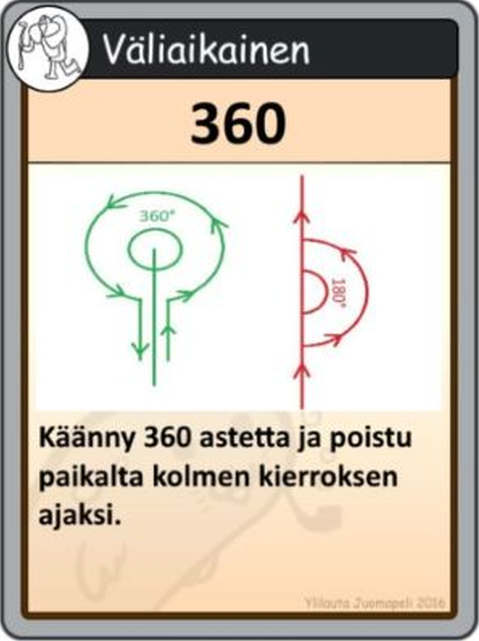 Väliaikainen
360
360°
180°
Käänny 360 astetta ja poistu
paikalta kolmen kierroksen
ajaksi.
Ylilauta Juomapeli 2016